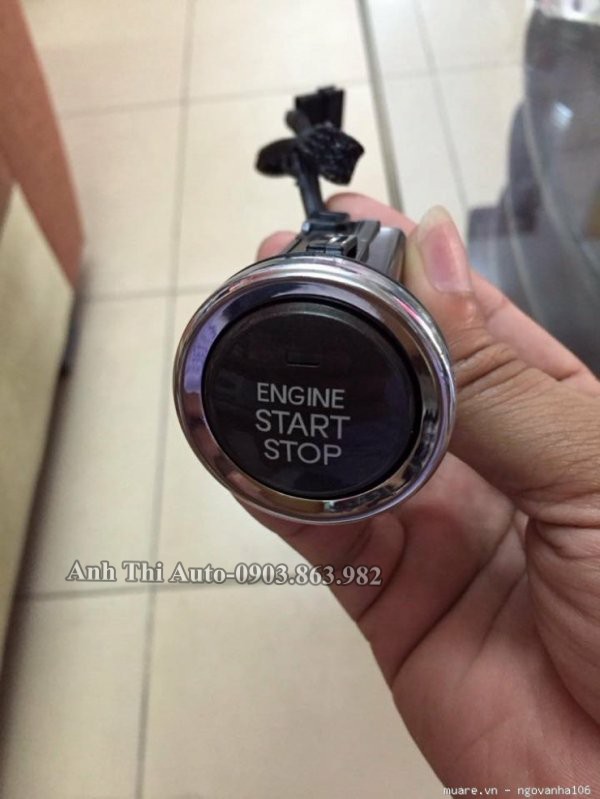 ENGINE
START
STOP
Anh Thi Auto-0903.863.982
muare.vn - ngovanha106